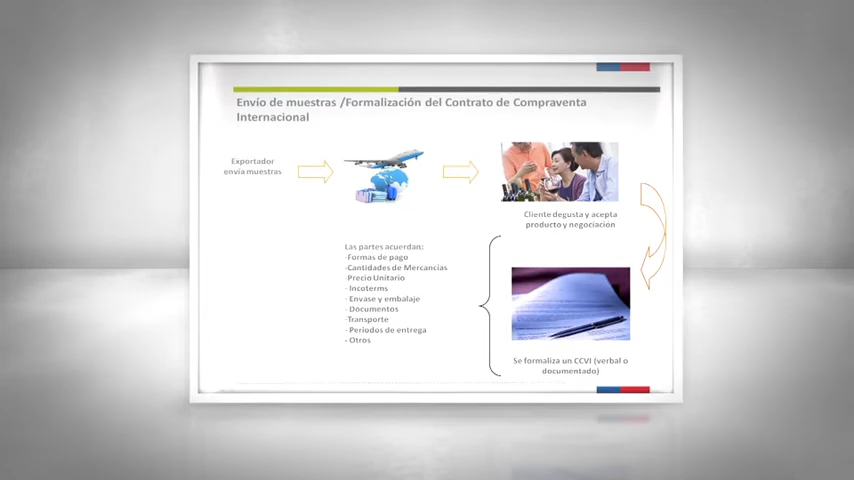 Envío de muestras /Formalización del Contrato de Compraventa
Internacional
Exportador
envía muestras
Cliente degusta y acepta
producto y negociación
Las partes acuerdan:
-Formas de pago
-Cantidades de Mercancías
-Precio Unitario
- Incoterms
- Envase y embalaje
- Documentos
-Transporte
- Periodos de entrega
- Otros
Se formaliza un CCVI (verbal o
documentado)